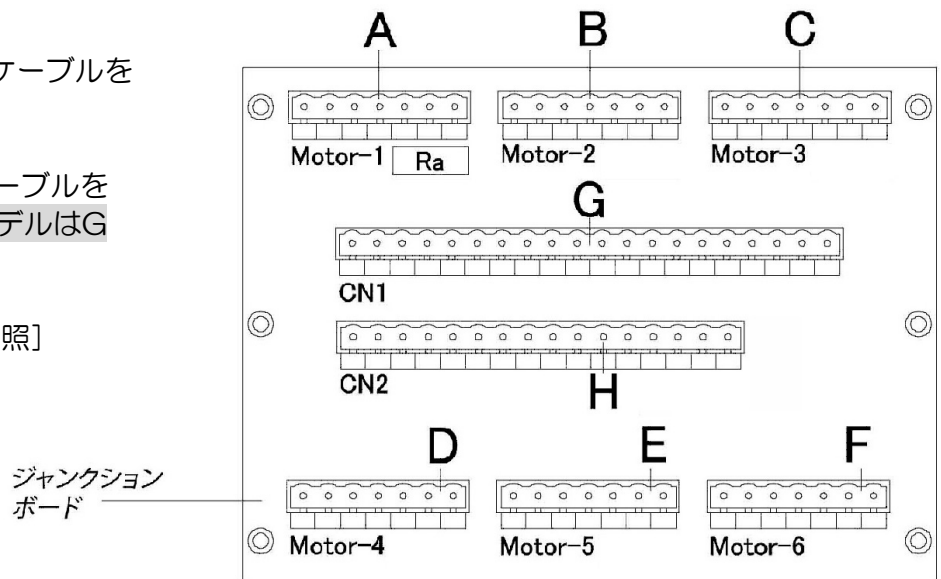 ケーブルを
ーブルを
デルはG
照]
A B C
Motor-1 Ra Motor-2 Motor-3
G
CN1
CN2
H
D E F
ジャンクション
ボード
Motor-4 Motor-5 Motor-6